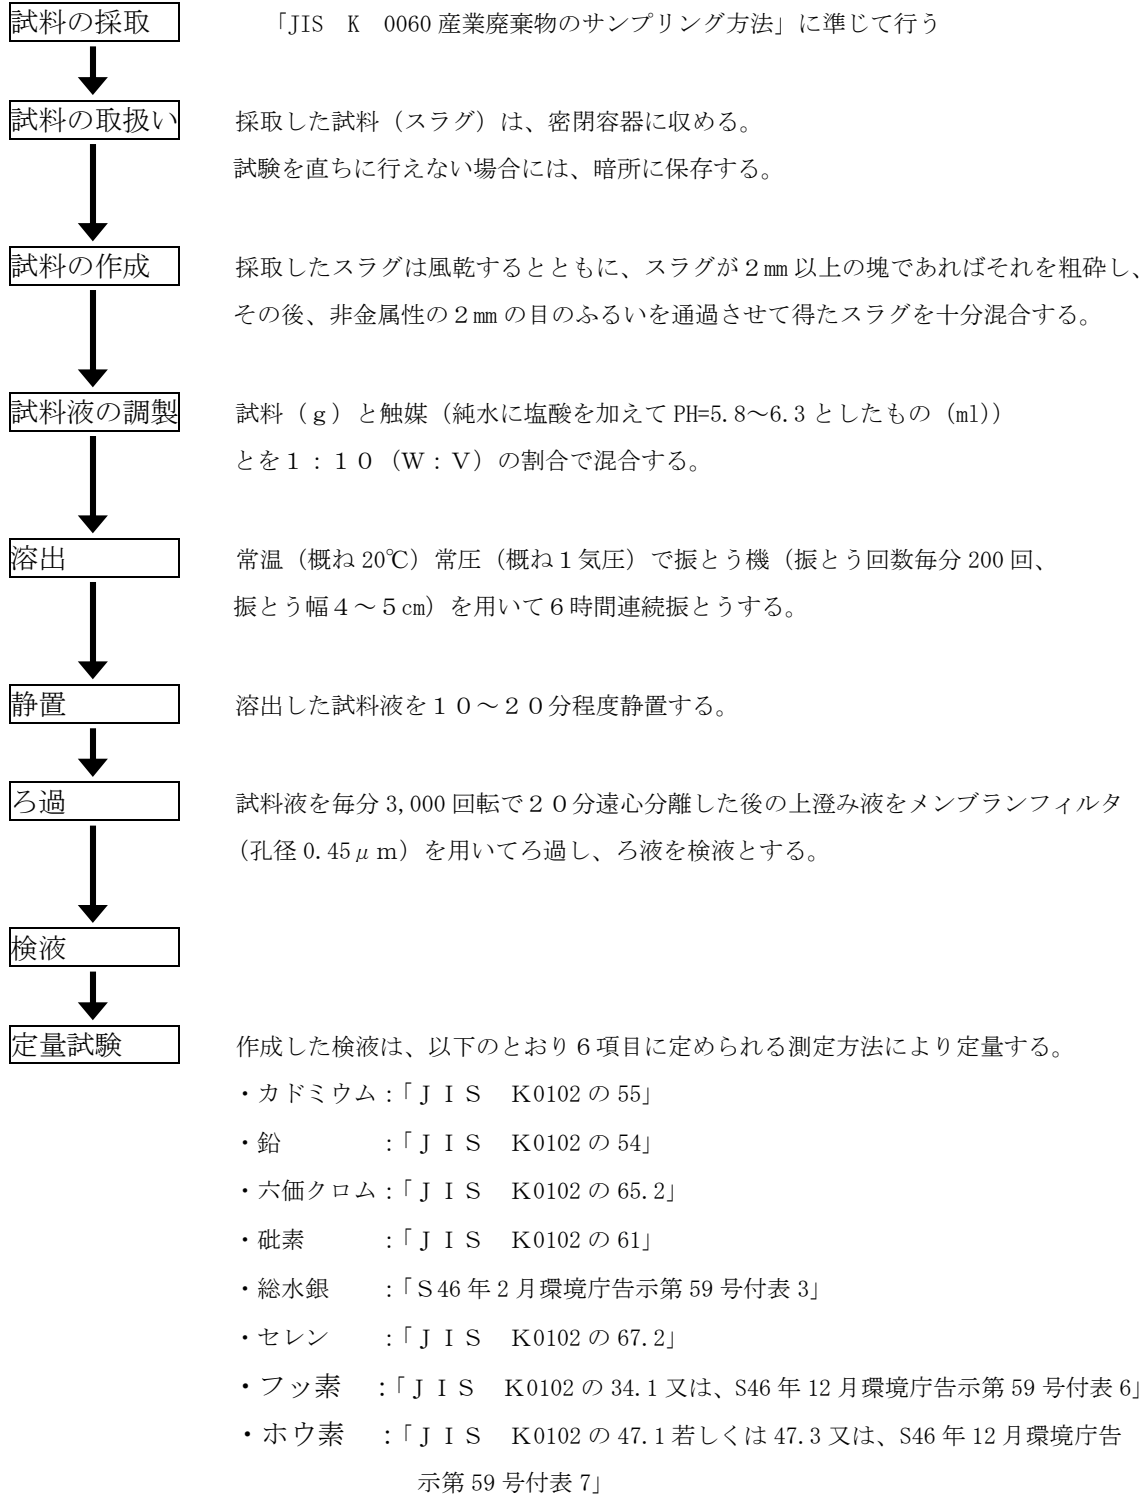 試料の採取 「JIS K 0060 産業廃棄物のサンプリング方法」に準じて行う
試料の取扱い 採取した試料(スラグ)は、密閉容器に収める。
試験を直ちに行えない場合には、暗所に保存する。
試料の作成 採取したスラグは風乾するとともに、スラグが2㎜以上の塊であればそれを粗砕し、
その後、非金属性の2㎜の目のふるいを通過させて得たスラグを十分混合する。
試料液の調製 試料(g)と触媒(純水に塩酸を加えて PH=5.8~6.3 としたもの(ml))
とを1:10(W:V)の割合で混合する。
溶出 常温(概ね 20℃)常圧(概ね1気圧)で振とう機(振とう回数毎分 200 回、
振とう幅4~5㎝)を用いて6時間連続振とうする。
静置 溶出した試料液を10~20分程度静置する。
ろ過 試料液を毎分 3,000 回転で20分遠心分離した後の上澄み液をメンブランフィルタ
(孔径 0.45μm)を用いてろ過し、ろ液を検液とする。
検液
定量試験 作成した検液は、以下のとおり6項目に定められる測定方法により定量する。
・カドミウム:「JIS K0102 の 55」
・鉛 :「JIS K0102 の 54」
・六価クロム:「JIS K0102 の 65.2」
・砒素 :「JIS K0102 の 61」
・総水銀 :「S46 年 2 月環境庁告示第 59 号付表 3」
・セレン :「JIS K0102 の 67.2」
・フッ素 :「JIS K0102 の 34.1 又は、S46 年 12 月環境庁告示第 59 号付表 6」
・ホウ素 :「JIS K0102 の 47.1 若しくは 47.3 又は、S46 年 12 月環境庁告
示第 59 号付表 7」